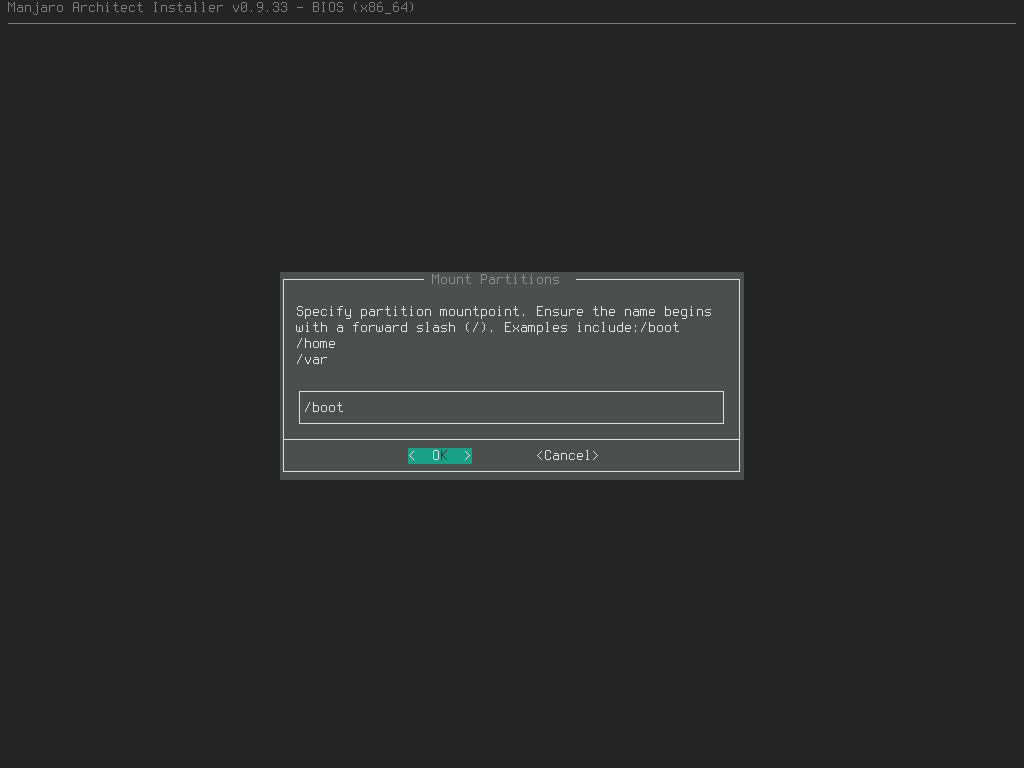 Manjaro Architect Installer v0.9.33 - BIOS (x86_64)
Mount Partitions
Specify partition mountpoint. Ensure the name begins
with a forward slash (/). Examples include:/boot
/home
/var
/boot
< OK > <Cancel>